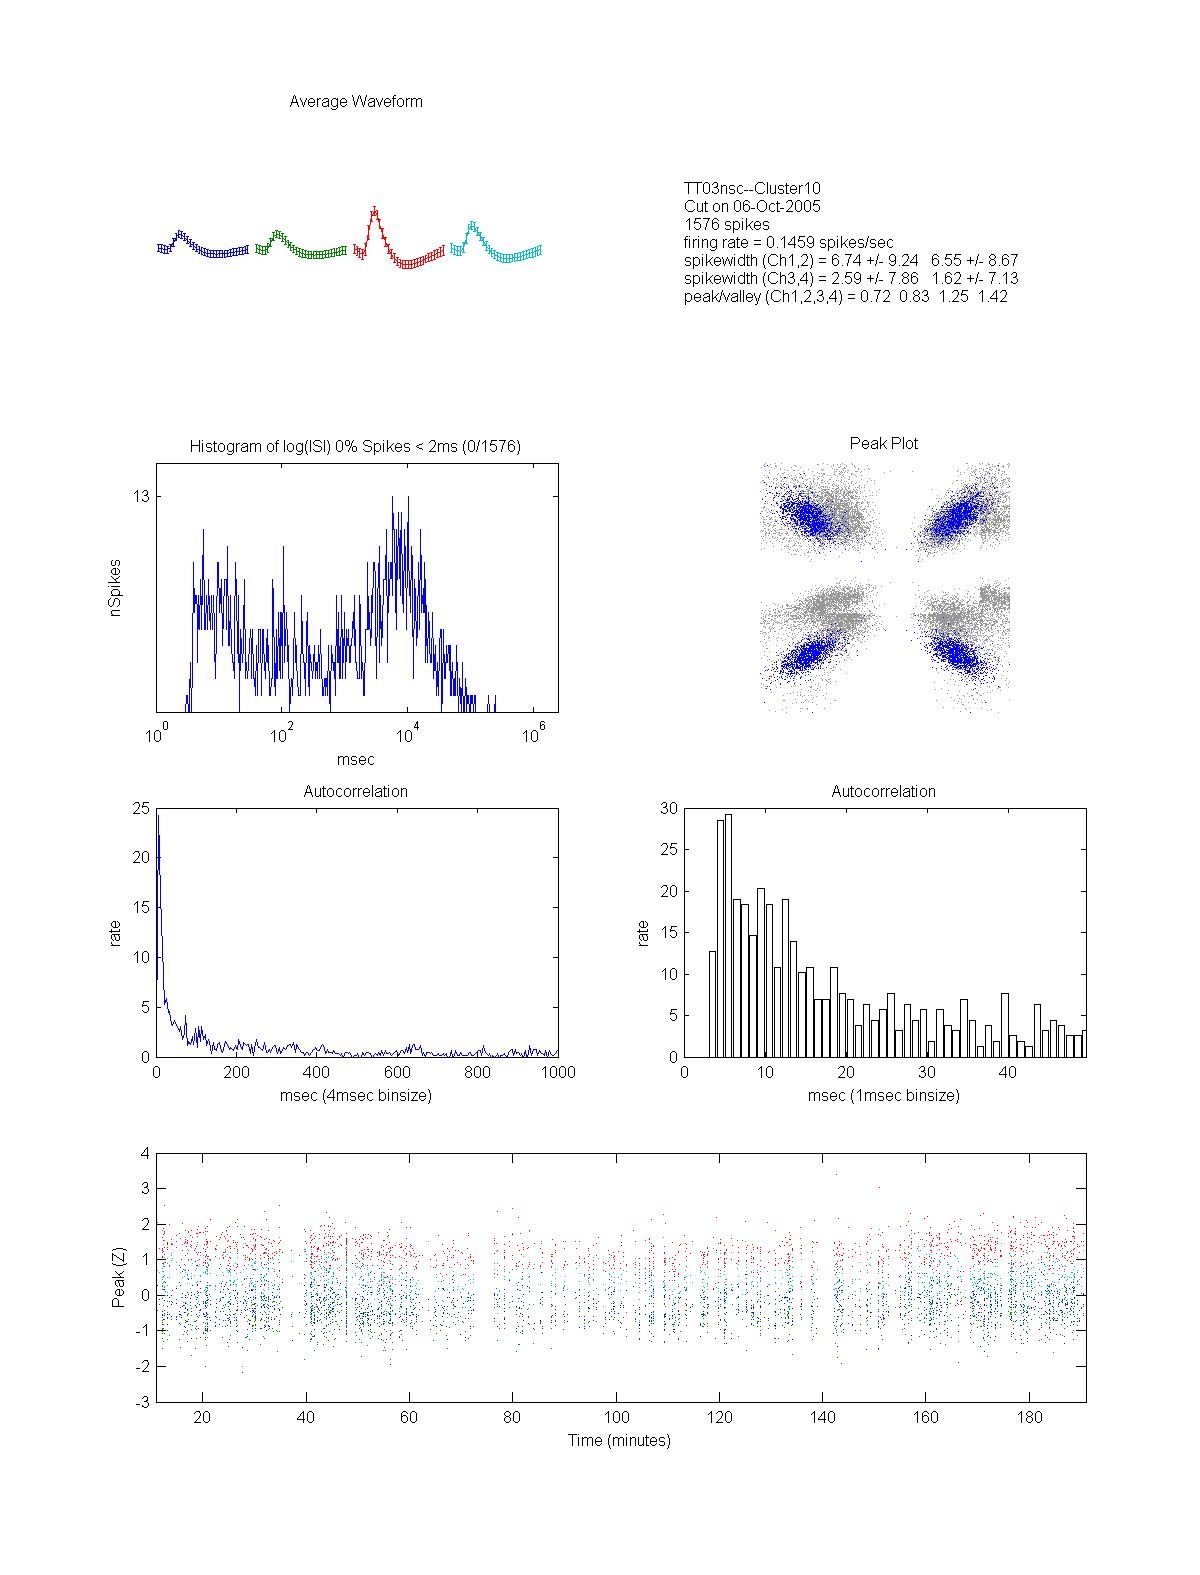 Average Waveform
TT03nsc--Cluster10
Cut on 06-Oct-2005
1576 spikes
firing rate = 0.1459 spikes/sec
spikewidth (Ch1,2) = 6.74 +/- 9.24   6.55 +/- 8.67
spikewidth (Ch3,4) = 2.59 +/- 7.86   1.62 +/- 7.13
peak/valley (Ch1,2,3,4) = 0.72  0.83  1.25  1.42
Histogram of log(ISI) 0% Spikes < 2ms (0/1576)
13
nSpikes
10^0 10^2 10^4 10^6
msec
Peak Plot
Autocorrelation
25
20
15
10
5
0
rate
0 200 400 600 800 1000
msec (4msec binsize)
Autocorrelation
30
25
20
15
10
5
0
rate
0 10 20 30 40
msec (1msec binsize)
4
3
2
1
0
-1
-2
-3
Peak (Z)
20 40 60 80 100 120 140 160 180
Time (minutes)